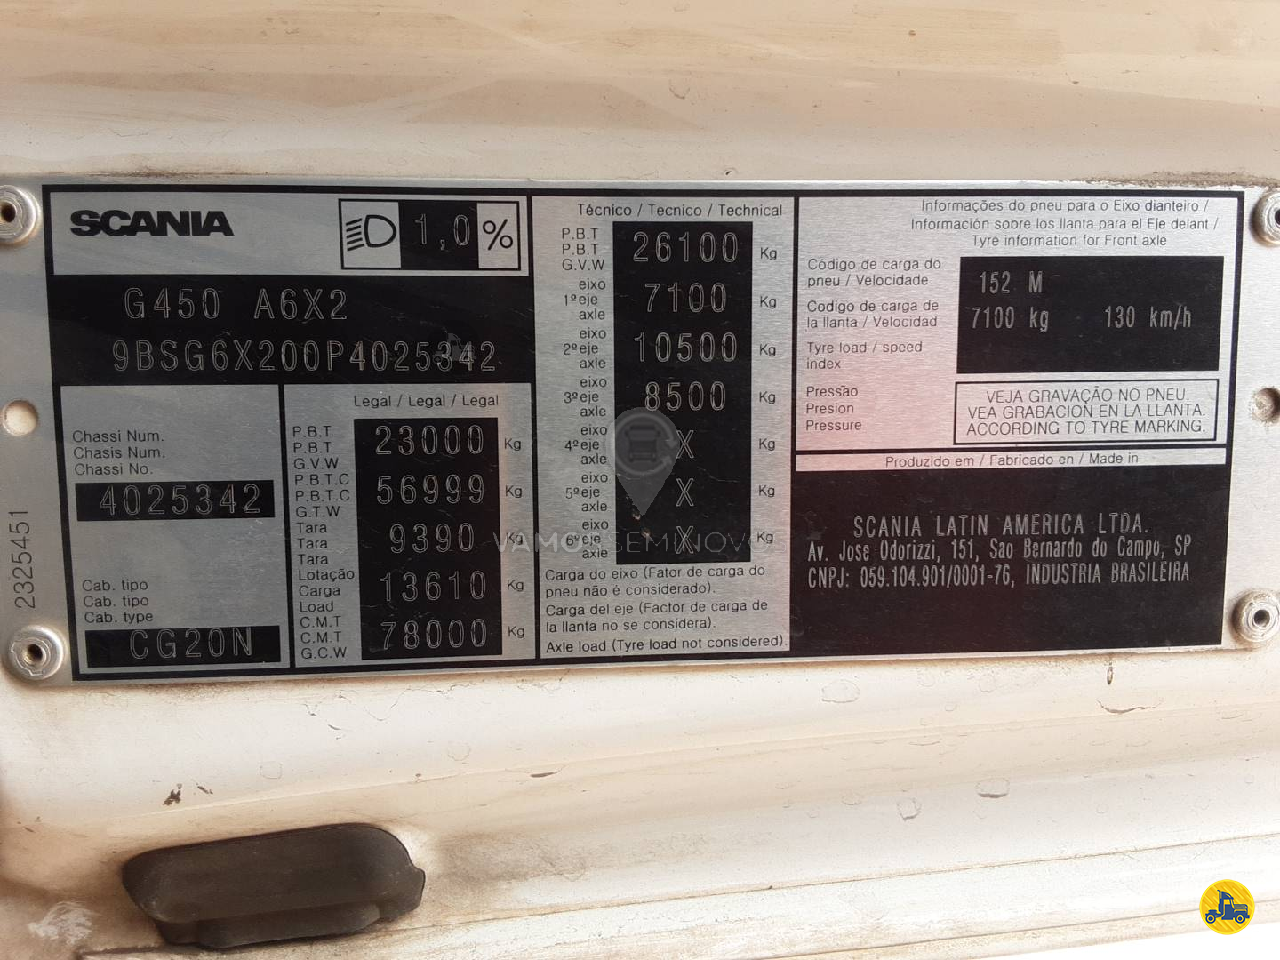 SCANIA
1,0 %
G450 A6X2
9BSG6X200P4025342
Chassi Num.
Chasis Num.
Chassi No.
4025342
Cab. tipo
Cab. tipo
Cab. type
CG20N
2325451
Legal / Legal / Legal
P.B.T
P.B.T
G.V.W
23000 Kg
P.B.T.C
P.B.T.C
G.T.W
56999 Kg
Tara
Tara
Tara
9390 Kg
Lotação
Carga
Load
13610 Kg
C.M.T
C.M.T
G.C.W
78000 Kg
Técnico / Tecnico / Technical
P.B.T
P.B.T
G.V.W
26100 Kg
eixo
1ºeje
axle
7100 Kg
eixo
2ºeje
axle
10500 Kg
eixo
3ºeje
axle
8500 Kg
eixo
4ºeje
axle
X Kg
eixo
5ºeje
axle
X Kg
eixo
6ºeje
axle
X Kg
Carga do eixo (Fator de carga do
pneu não é considerado).
Carga del eje (Factor de carga de
la llanta no se considera).
Axle load (Tyre load not considered)
Informações do pneu para o Eixo dianteiro /
Información sobre los llanta para el Eje delant /
Tyre information for Front axle
Código de carga do
pneu / Velocidade
Codigo de carga de
la llanta / Velocidad
Tyre load / speed
index
152 M
7100 kg 130 km/h
Pressão
Presion
Pressure
VEJA GRAVAÇÃO NO PNEU.
VEA GRABACION EN LA LLANTA.
ACCORDING TO TYRE MARKING.
Produzido em / Fabricado en / Made in
SCANIA LATIN AMERICA LTDA.
Av. Jose Odorizzi, 151, Sao Bernardo do Campo, SP
CNPJ: 059.104.901/0001-76, INDUSTRIA BRASILEIRA
VAMOS SEMINOVOS